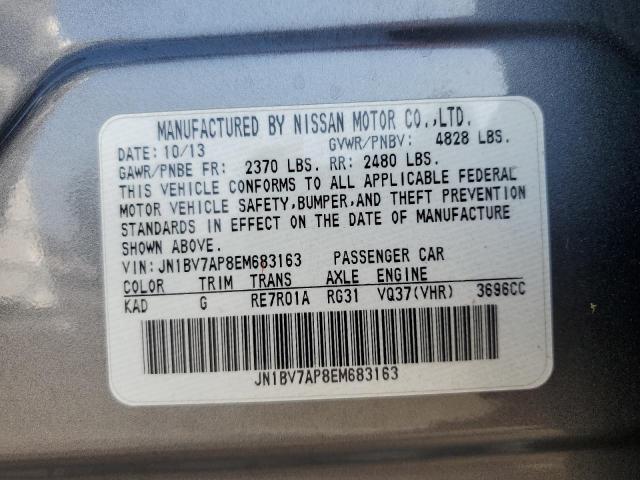 MANUFACTURED BY NISSAN MOTOR CO.,LTD.
DATE: 10/13 GVWR/PNBV: 4828 LBS.
GAWR/PNBE FR: 2370 LBS. RR: 2480 LBS.
THIS VEHICLE CONFORMS TO ALL APPLICABLE FEDERAL
MOTOR VEHICLE SAFETY,BUMPER,AND THEFT PREVENTION
STANDARDS IN EFFECT ON THE DATE OF MANUFACTURE
SHOWN ABOVE.
VIN: JN1BV7AP8EM683163 PASSENGER CAR
COLOR TRIM TRANS AXLE ENGINE
KAD G RE7R01A RG31 VQ37(VHR) 3696CC
JN1BV7AP8EM683163